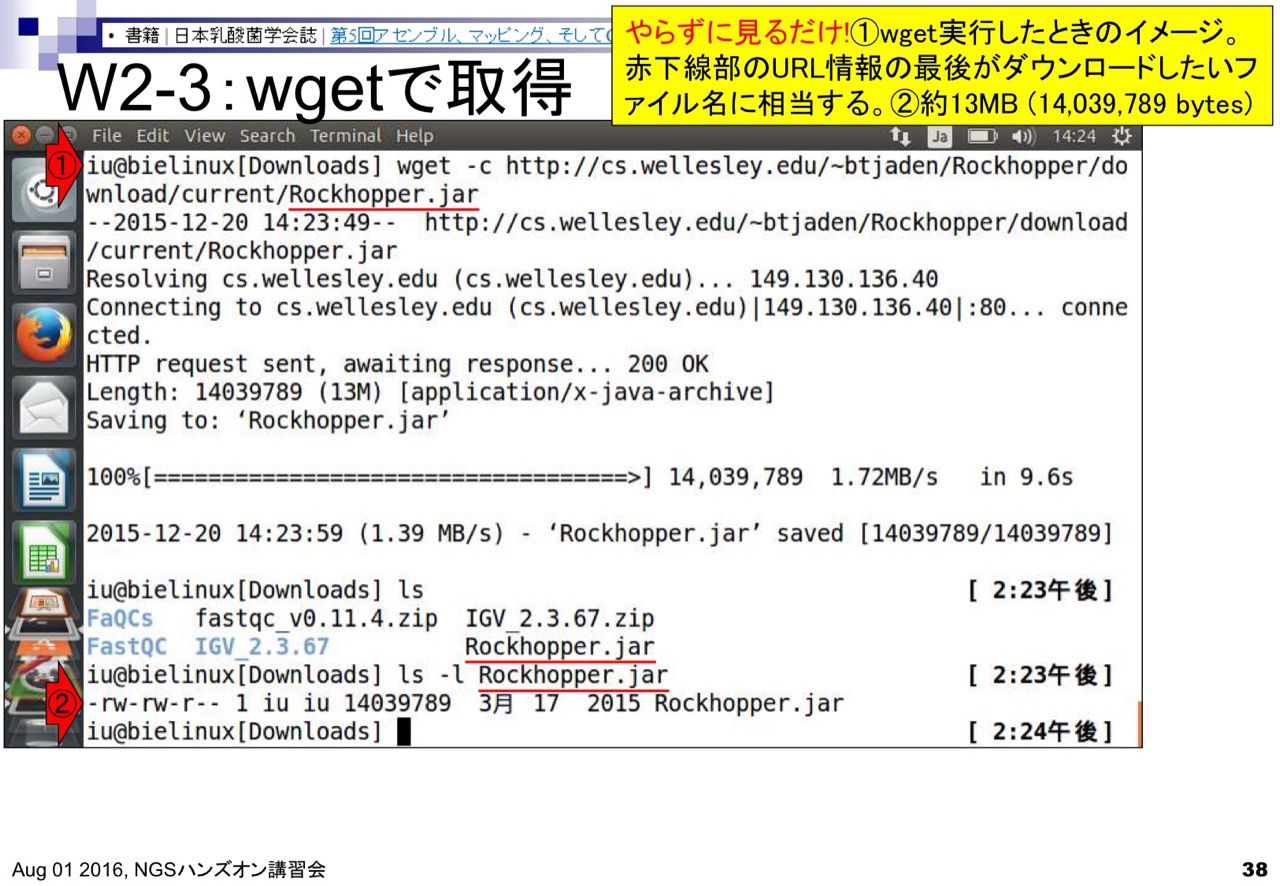 • 書籍 | 日本乳酸菌学会誌 | 第5回アセンブル、マッピング、そして
W2-3：wgetで取得
やらずに見るだけ!①wget実行したときのイメージ。
赤下線部のURL情報の最後がダウンロードしたいフ
ァイル名に相当する。②約13MB (14,039,789 bytes)
File Edit View Search Terminal Help Ja 14:24
① iu@bielinux[Downloads] wget -c http://cs.wellesley.edu/~btjaden/Rockhopper/do
wnload/current/Rockhopper.jar
--2015-12-20 14:23:49-- http://cs.wellesley.edu/~btjaden/Rockhopper/download
/current/Rockhopper.jar
Resolving cs.wellesley.edu (cs.wellesley.edu)... 149.130.136.40
Connecting to cs.wellesley.edu (cs.wellesley.edu)|149.130.136.40|:80... conne
cted.
HTTP request sent, awaiting response... 200 OK
Length: 14039789 (13M) [application/x-java-archive]
Saving to: ‘Rockhopper.jar’
100%[===================================>] 14,039,789 1.72MB/s in 9.6s
2015-12-20 14:23:59 (1.39 MB/s) - ‘Rockhopper.jar’ saved [14039789/14039789]
iu@bielinux[Downloads] ls [ 2:23午後]
FaQCs fastqc_v0.11.4.zip IGV_2.3.67.zip
FastQC IGV_2.3.67 Rockhopper.jar
iu@bielinux[Downloads] ls -l Rockhopper.jar [ 2:23午後]
② -rw-rw-r-- 1 iu iu 14039789 3月 17 2015 Rockhopper.jar
iu@bielinux[Downloads] [ 2:24午後]
Aug 01 2016, NGSハンズオン講習会
38